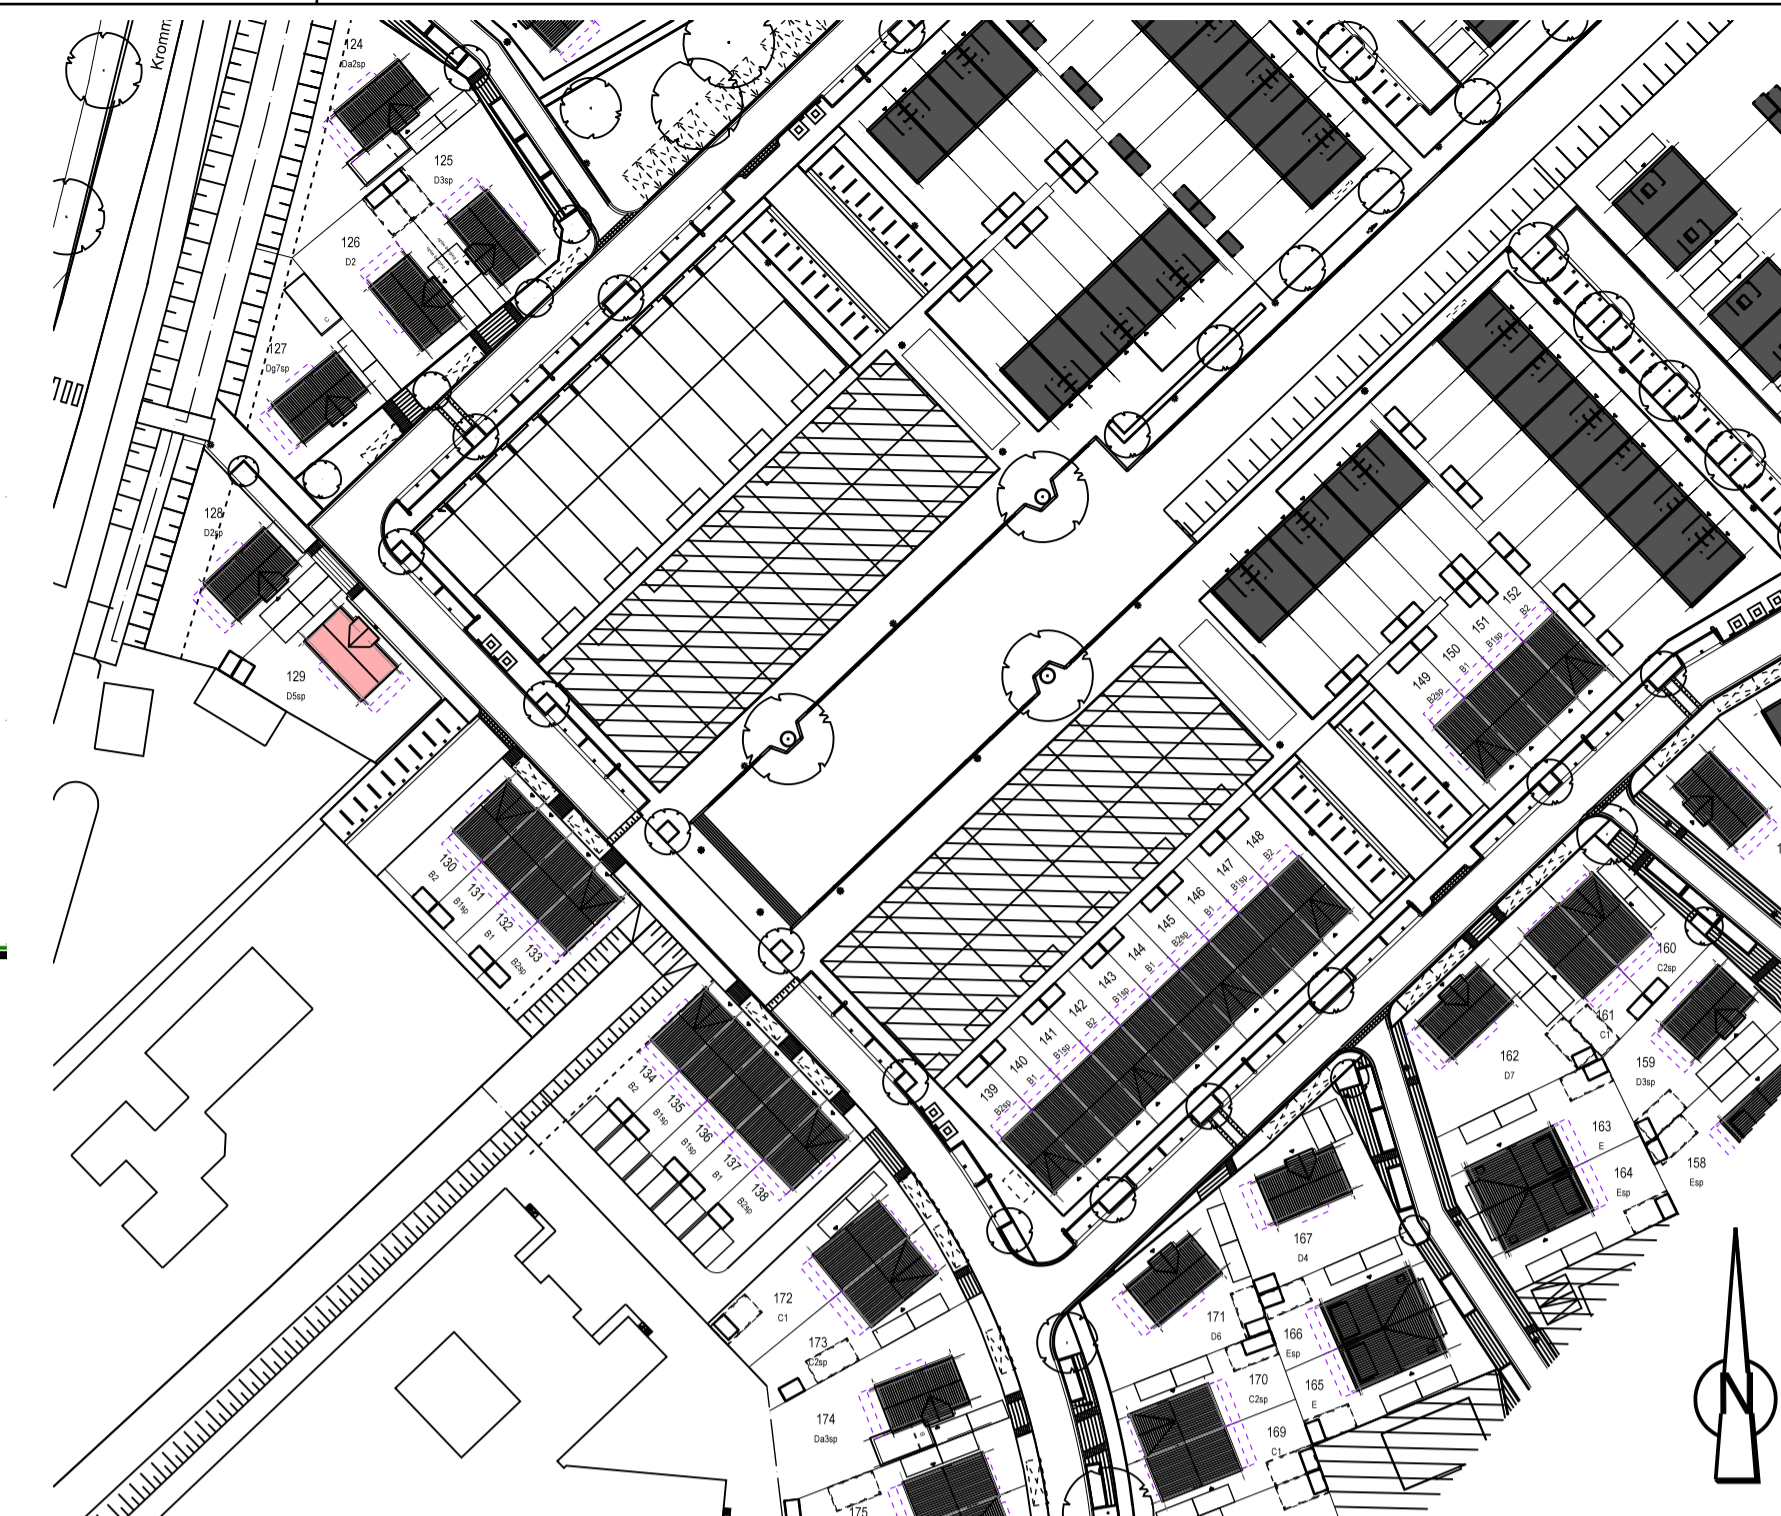 Kromm
124
Da2sp
125
D3sp
126
D2
127
Dg7sp
C
128
D2sp
129
D5sp
130
B2
131
B1sp
132
B1
133
B2sp
134
B2
135
B1sp
136
B1sp
137
B1
138
B2sp
139
B2sp
140
B1
141
B1sp
142
B2
143
B1sp
144
B1
145
B2sp
146
B1
147
B1sp
148
B2
149
B2sp
150
B1
151
B1sp
152
B2
160
C2sp
161
C1
162
D7
159
D3sp
163
E
164
Esp
158
Esp
167
D4
171
D6
166
Esp
165
E
170
C2sp
169
C1
172
C1
173
C2sp
174
Da3sp
175
N